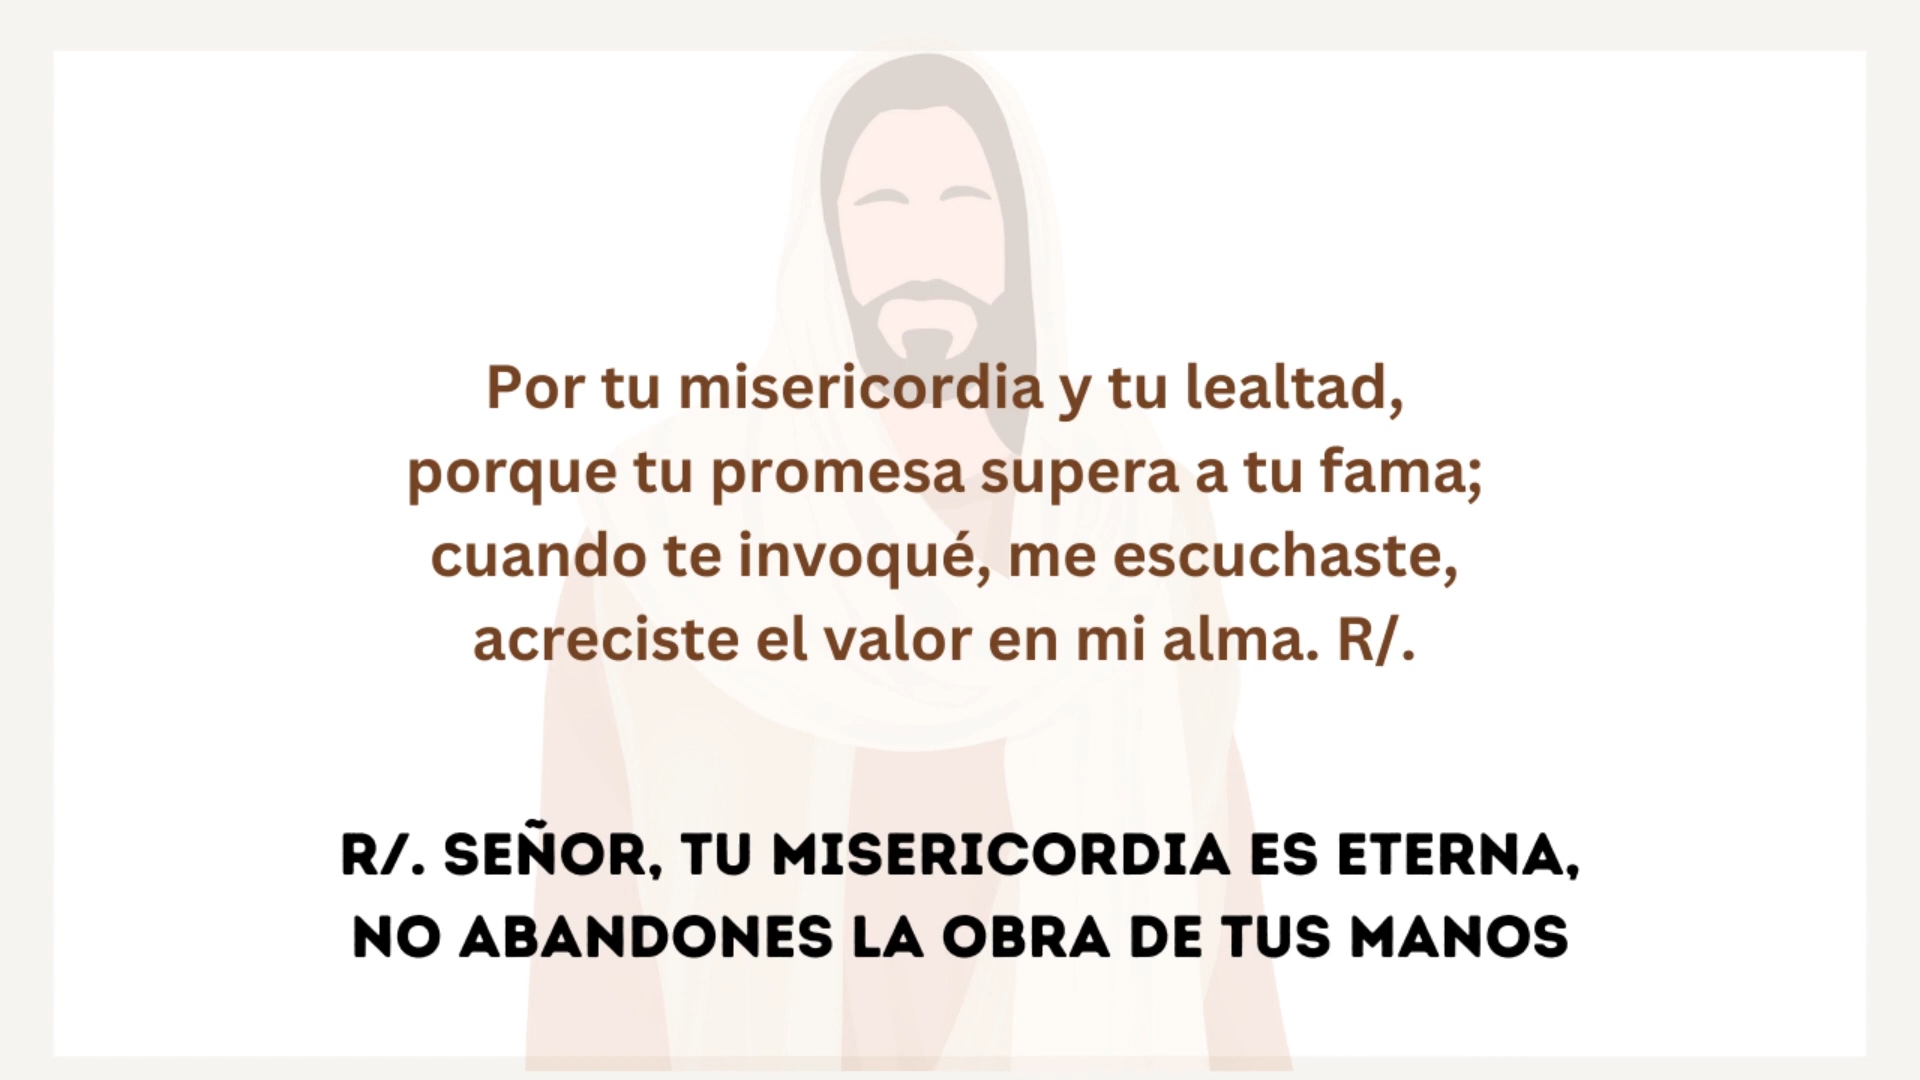 Por tu misericordia y tu lealtad,
porque tu promesa supera a tu fama;
cuando te invoqué, me escuchaste,
acreciste el valor en mi alma. R/.
R/. SEÑOR, TU MISERICORDIA ES ETERNA,
NO ABANDONES LA OBRA DE TUS MANOS